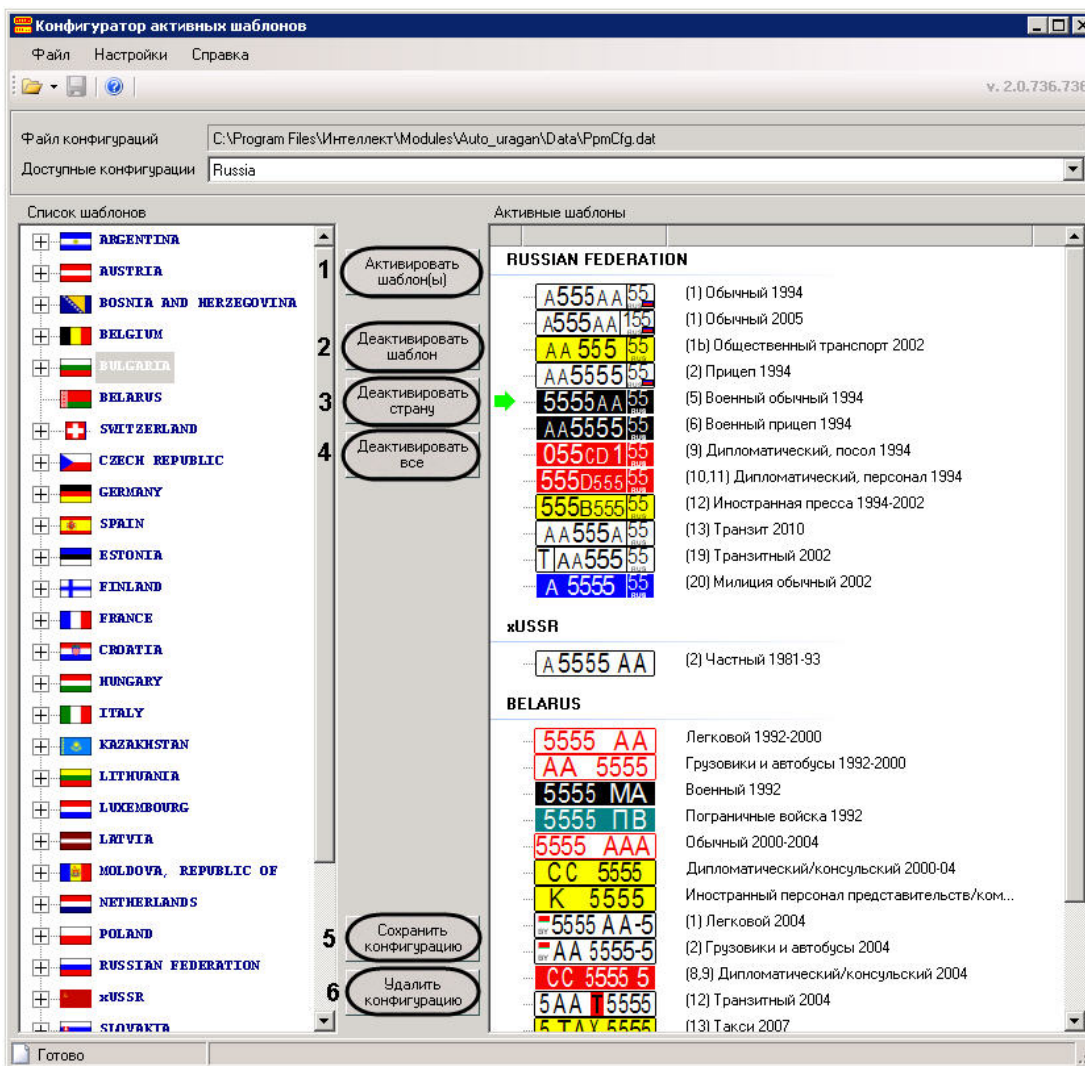 Конфигуратор активных шаблонов
Файл Настройки Справка
v. 2.0.736.736
Файл конфигураций C:\Program Files\Интеллект\Modules\Auto_uragan\Data\PpmCfg.dat
Доступные конфигурации Russia
Список шаблонов
ARGENTINA
AUSTRIA
BOSNIA AND HERZEGOVINA
BELGIUM
BULGARIA
BELARUS
SWITZERLAND
CZECH REPUBLIC
GERMANY
SPAIN
ESTONIA
FINLAND
FRANCE
CROATIA
HUNGARY
ITALY
KAZAKHSTAN
LITHUANIA
LUXEMBOURG
LATVIA
MOLDOVA, REPUBLIC OF
NETHERLANDS
POLAND
RUSSIAN FEDERATION
xUSSR
SLOVAKIA
1 Активировать
шаблон(ы)
2 Деактивировать
шаблон
3 Деактивировать
страну
4 Деактивировать
все
5 Сохранить
конфигурацию
6 Удалить
конфигурацию
Активные шаблоны
RUSSIAN FEDERATION
A555AA 55 (1) Обычный 1994
A555AA 155 (1) Обычный 2005
AA 555 55 (1b) Общественный транспорт 2002
AA5555 55 (2) Прицеп 1994
5555AA 55 (5) Военный обычный 1994
AA5555 55 (6) Военный прицеп 1994
055CD 1 55 (9) Дипломатический, посол 1994
555D555 55 (10,11) Дипломатический, персонал 1994
555B555 55 (12) Иностранная пресса 1994-2002
AA555A 55 (13) Транзит 2010
T AA555 55 (19) Транзитный 2002
A 5555 55 (20) Милиция обычный 2002
xUSSR
A 5555 AA (2) Частный 1981-93
BELARUS
5555 AA Легковой 1992-2000
AA 5555 Грузовики и автобусы 1992-2000
5555 MA Военный 1992
5555 ПВ Пограничные войска 1992
5555 AAA Обычный 2000-2004
CC 5555 Дипломатический/консульский 2000-04
K 5555 Иностранный персонал представительств/ком...
5555 AA-5 (1) Легковой 2004
AA 5555-5 (2) Грузовики и автобусы 2004
CC 5555 5 (8,9) Дипломатический/консульский 2004
5AA T 5555 (12) Транзитный 2004
5 TAX 5555 (13) Такси 2007
Готово